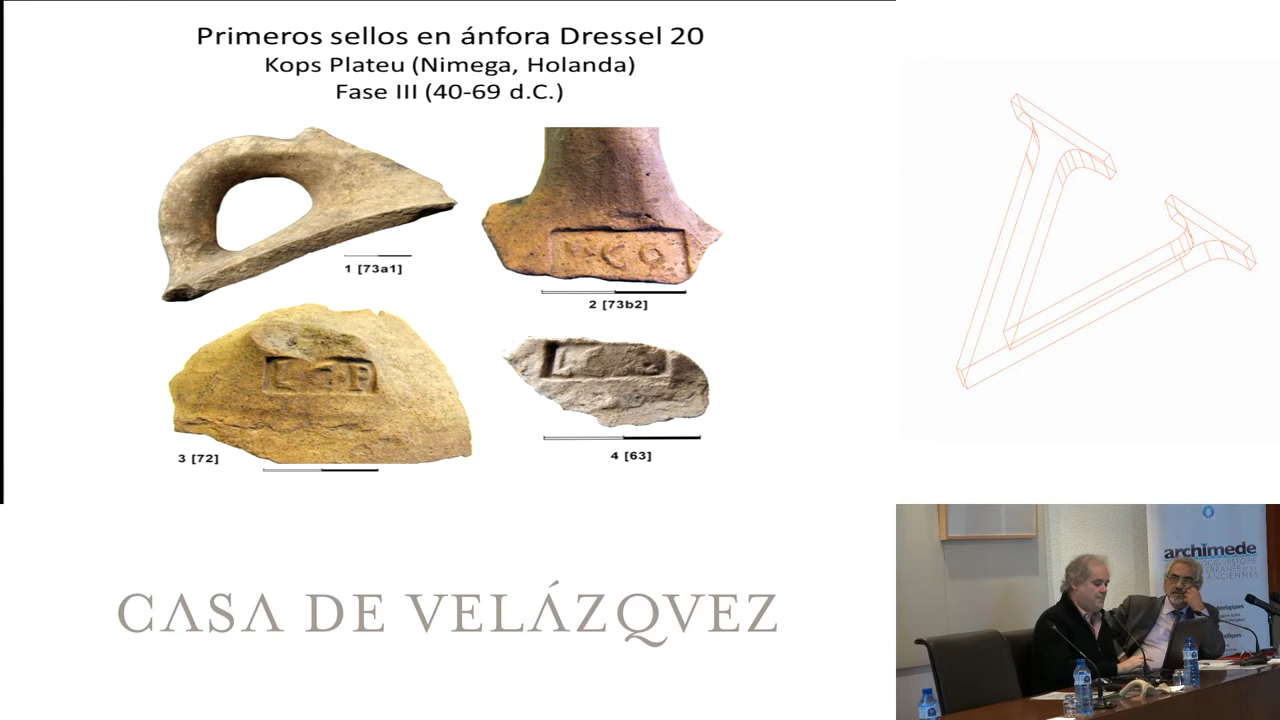 Primeros sellos en ánfora Dressel 20
Kops Plateu (Nimega, Holanda)
Fase III (40-69 d.C.)
1 [73a1]
2 [73b2]
3 [72]
4 [63]
CASA DE VELÁZQVEZ
archimede
ANCIENNES